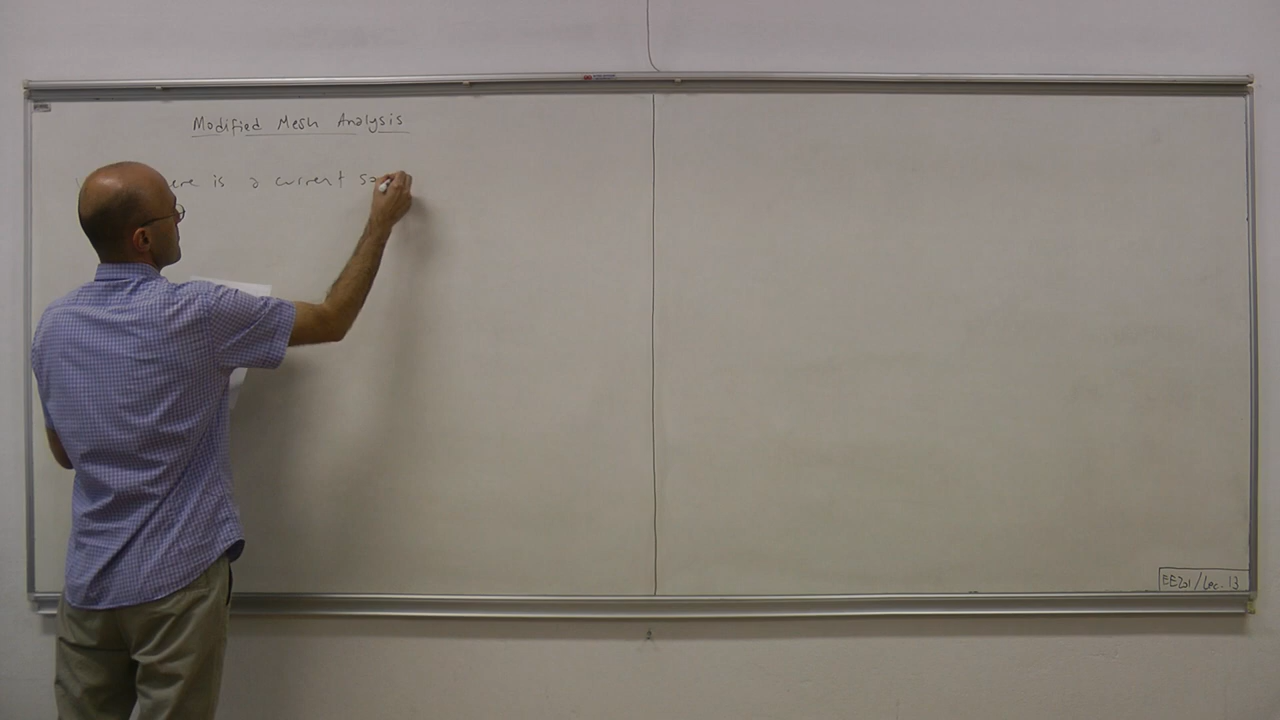 Modified Mesh Analysis
is a current
EE201/Lec. 13